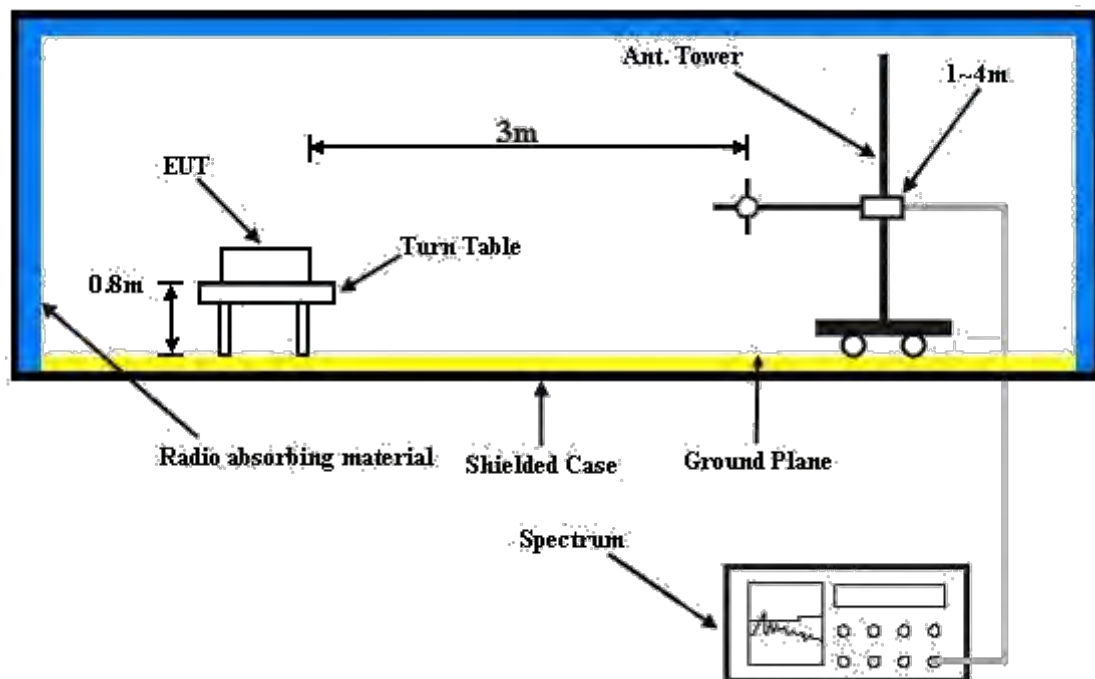 Ant. Tower
1~4m
3m
EUT
Turn Table
0.8m
Radio absorbing material
Shielded Case
Ground Plane
Spectrum